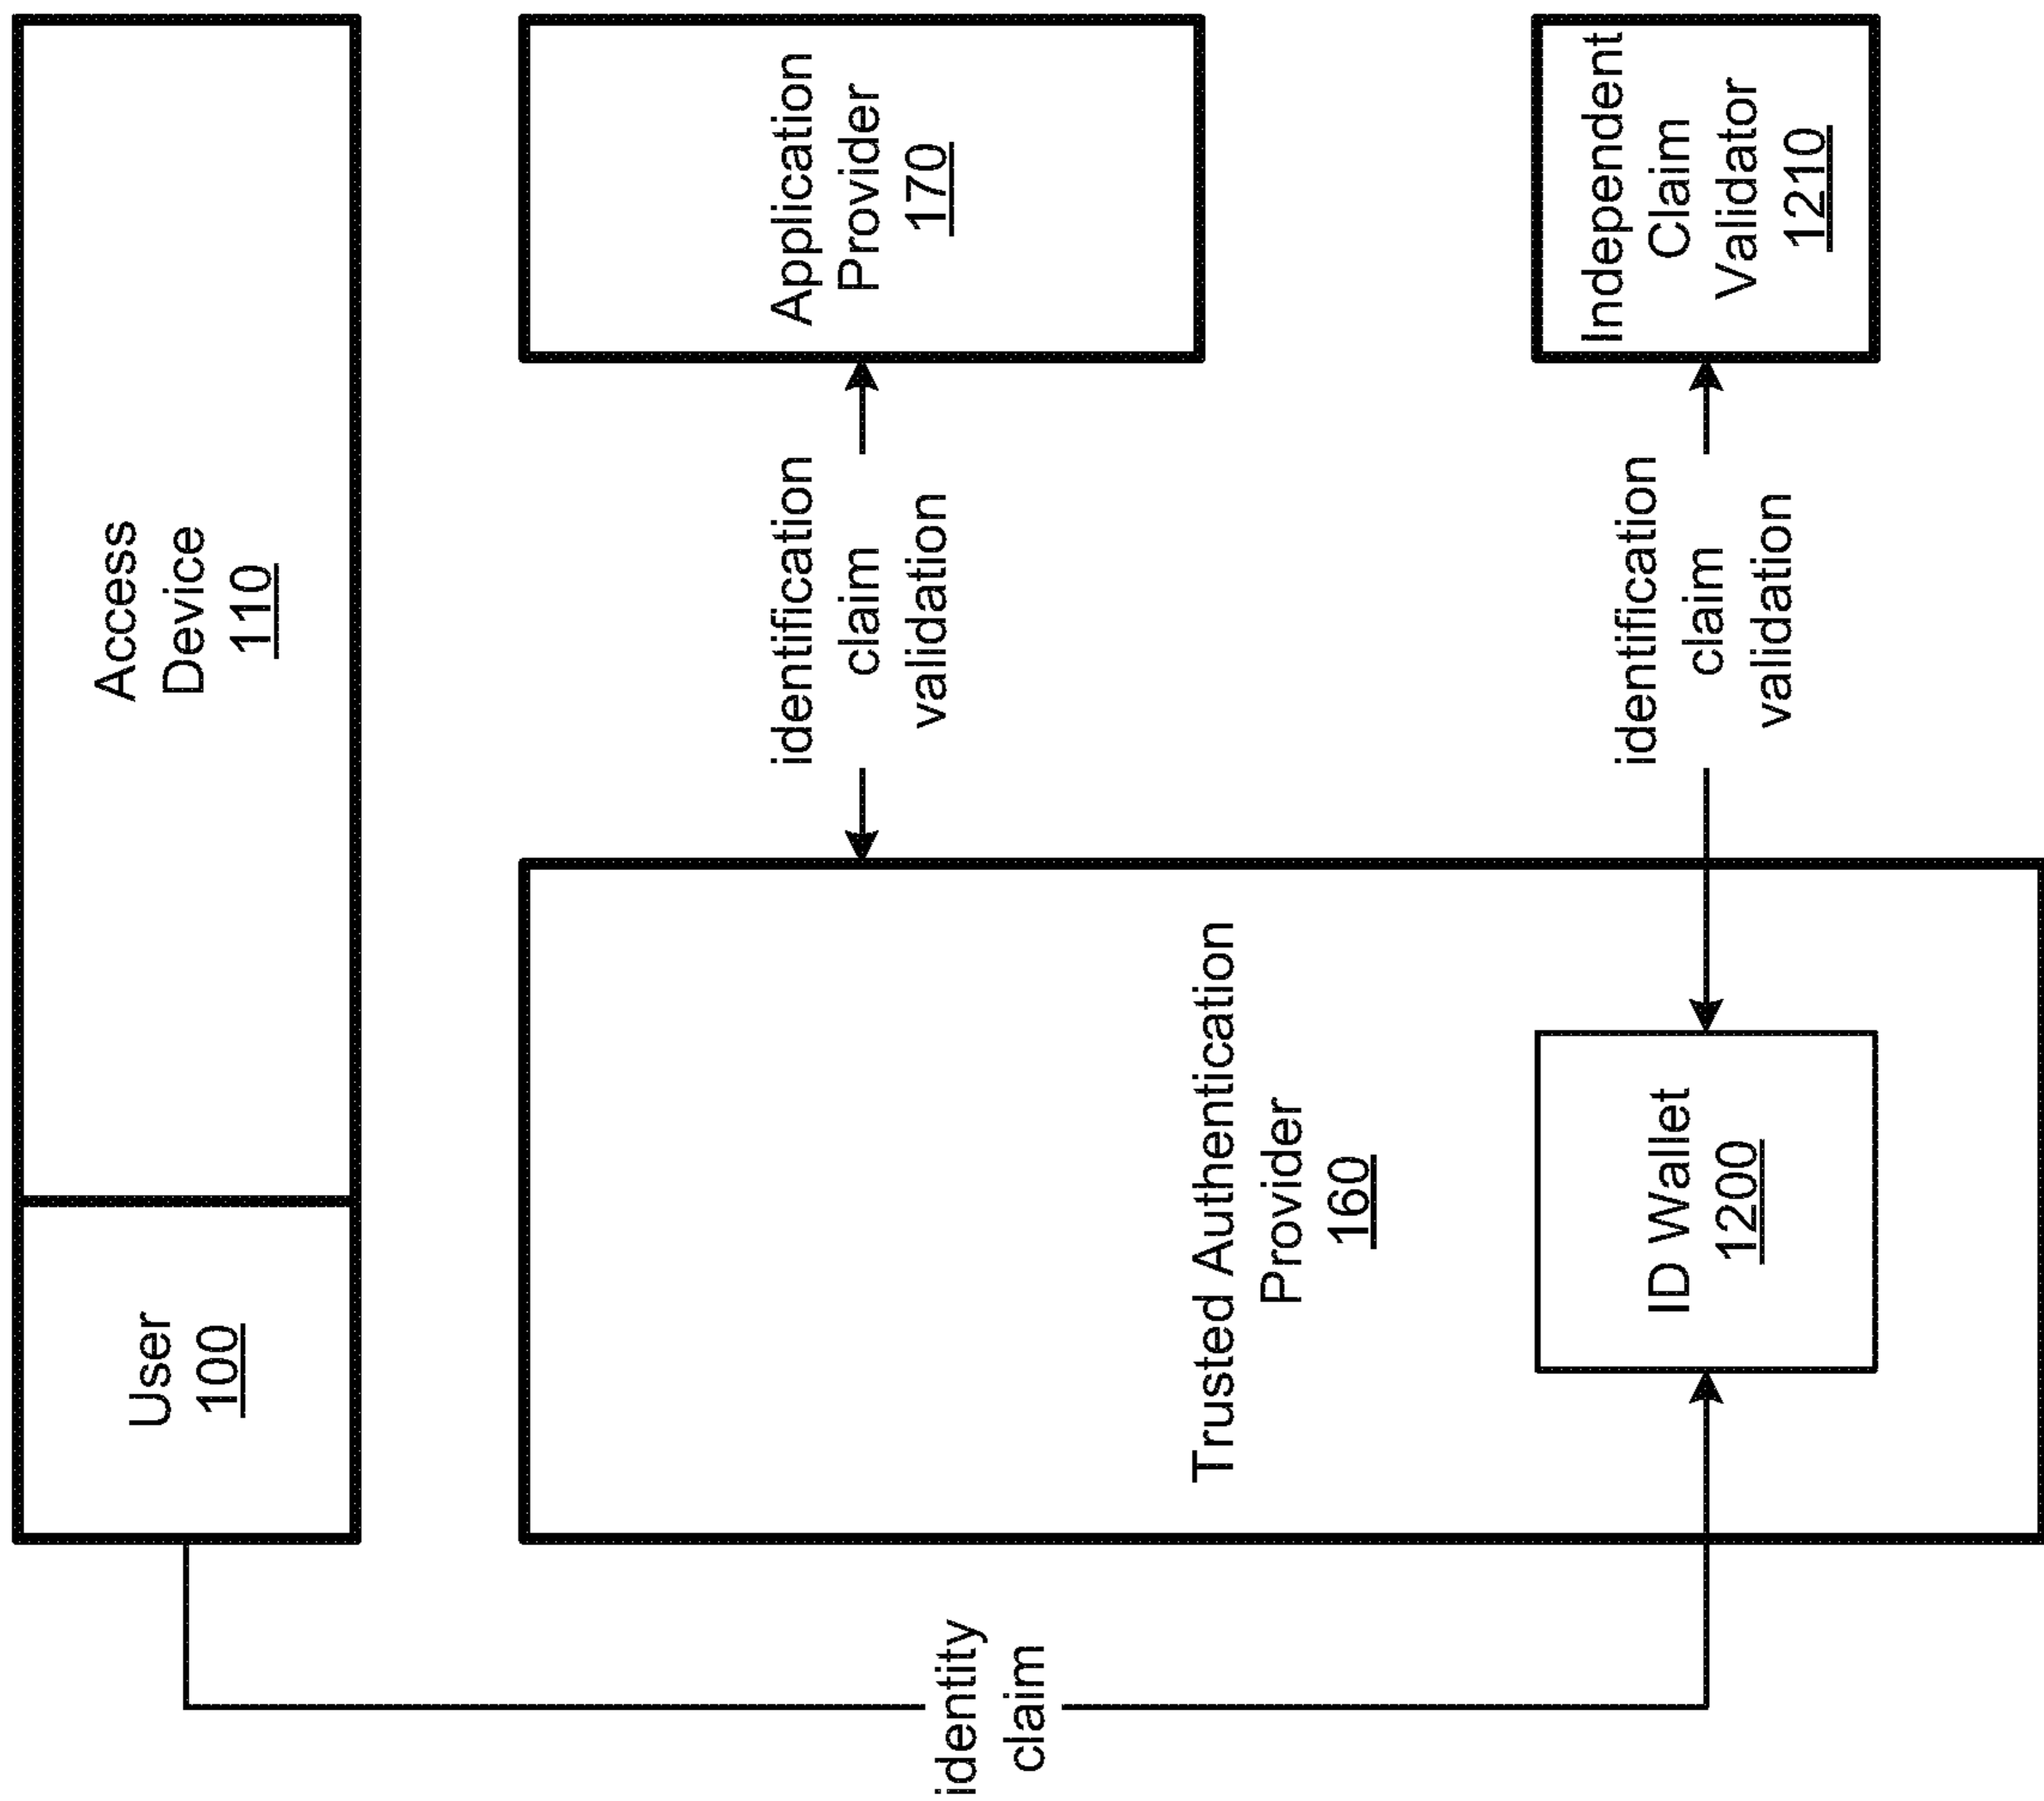 User
100
Access
Device
110
identity
claim
Trusted Authentication
Provider
160
identification
claim
validation
Application
Provider
170
ID Wallet
1200
identification
claim
validation
Independent
Claim
Validator
1210